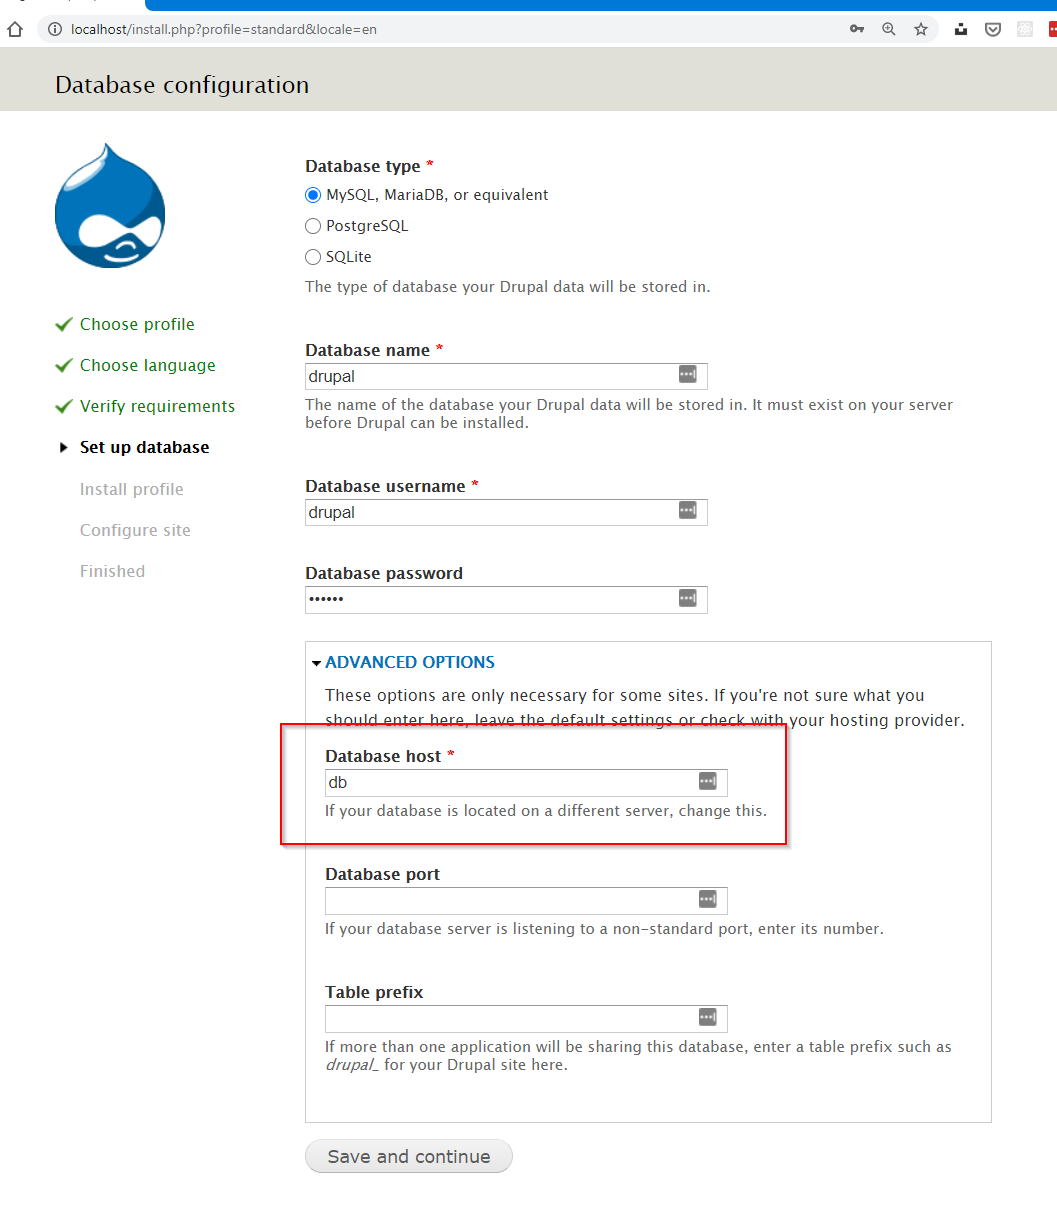 localhost/install.php?profile=standard&locale=en
Database configuration
Choose profile
Choose language
Verify requirements
Set up database
Install profile
Configure site
Finished
Database type *
MySQL, MariaDB, or equivalent
PostgreSQL
SQLite
The type of database your Drupal data will be stored in.
Database name *
drupal
The name of the database your Drupal data will be stored in. It must exist on your server
before Drupal can be installed.
Database username *
drupal
Database password
••••••
ADVANCED OPTIONS
These options are only necessary for some sites. If you're not sure what you
should enter here, leave the default settings or check with your hosting provider.
Database host *
db
If your database is located on a different server, change this.
Database port
If your database server is listening to a non-standard port, enter its number.
Table prefix
If more than one application will be sharing this database, enter a table prefix such as
drupal_ for your Drupal site here.
Save and continue